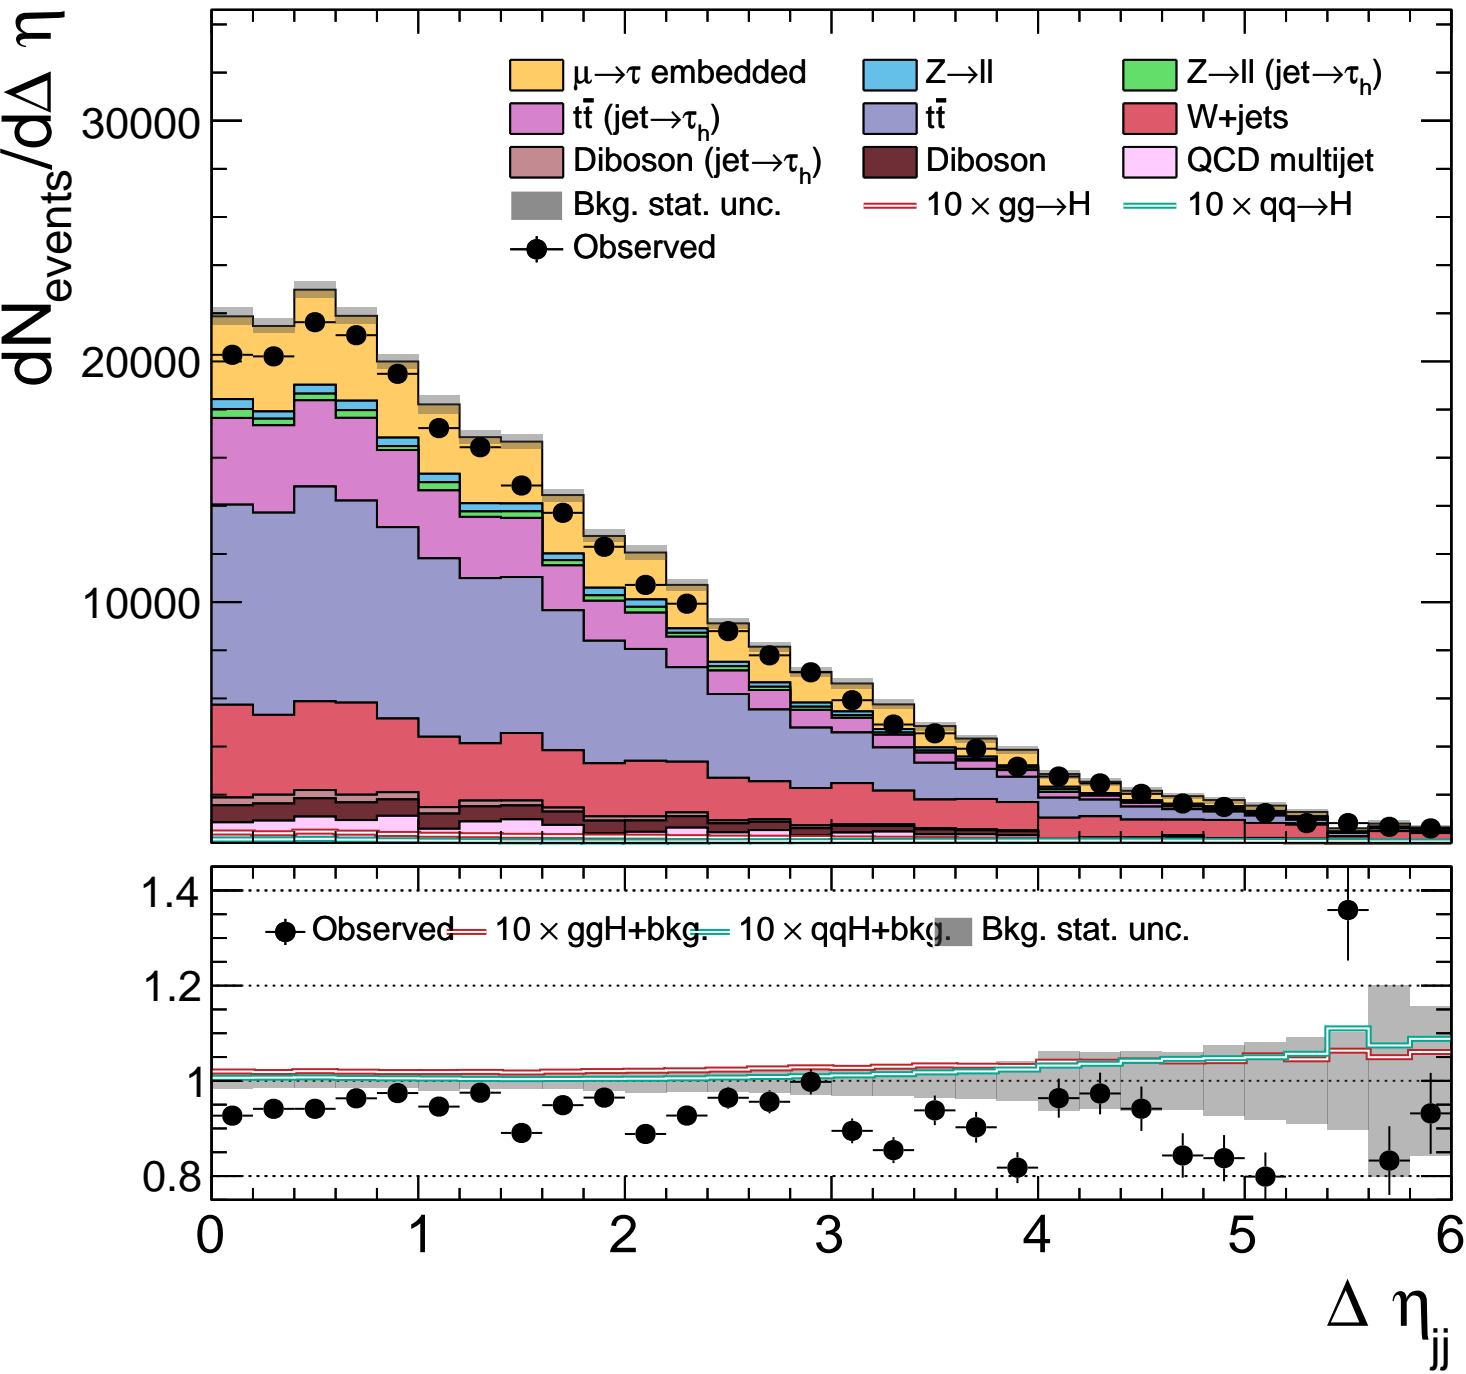 dN_events/dΔ η
30000
20000
10000
μ→τ embedded
Z→ll
Z→ll (jet→τ_h)
tt̄ (jet→τ_h)
tt̄
W+jets
Diboson (jet→τ_h)
Diboson
QCD multijet
Bkg. stat. unc.
10 × gg→H
10 × qq→H
Observed
1.4
1.2
1
0.8
Observed
10 × ggH+bkg.
10 × qqH+bkg.
Bkg. stat. unc.
0 1 2 3 4 5 6
Δ η_jj